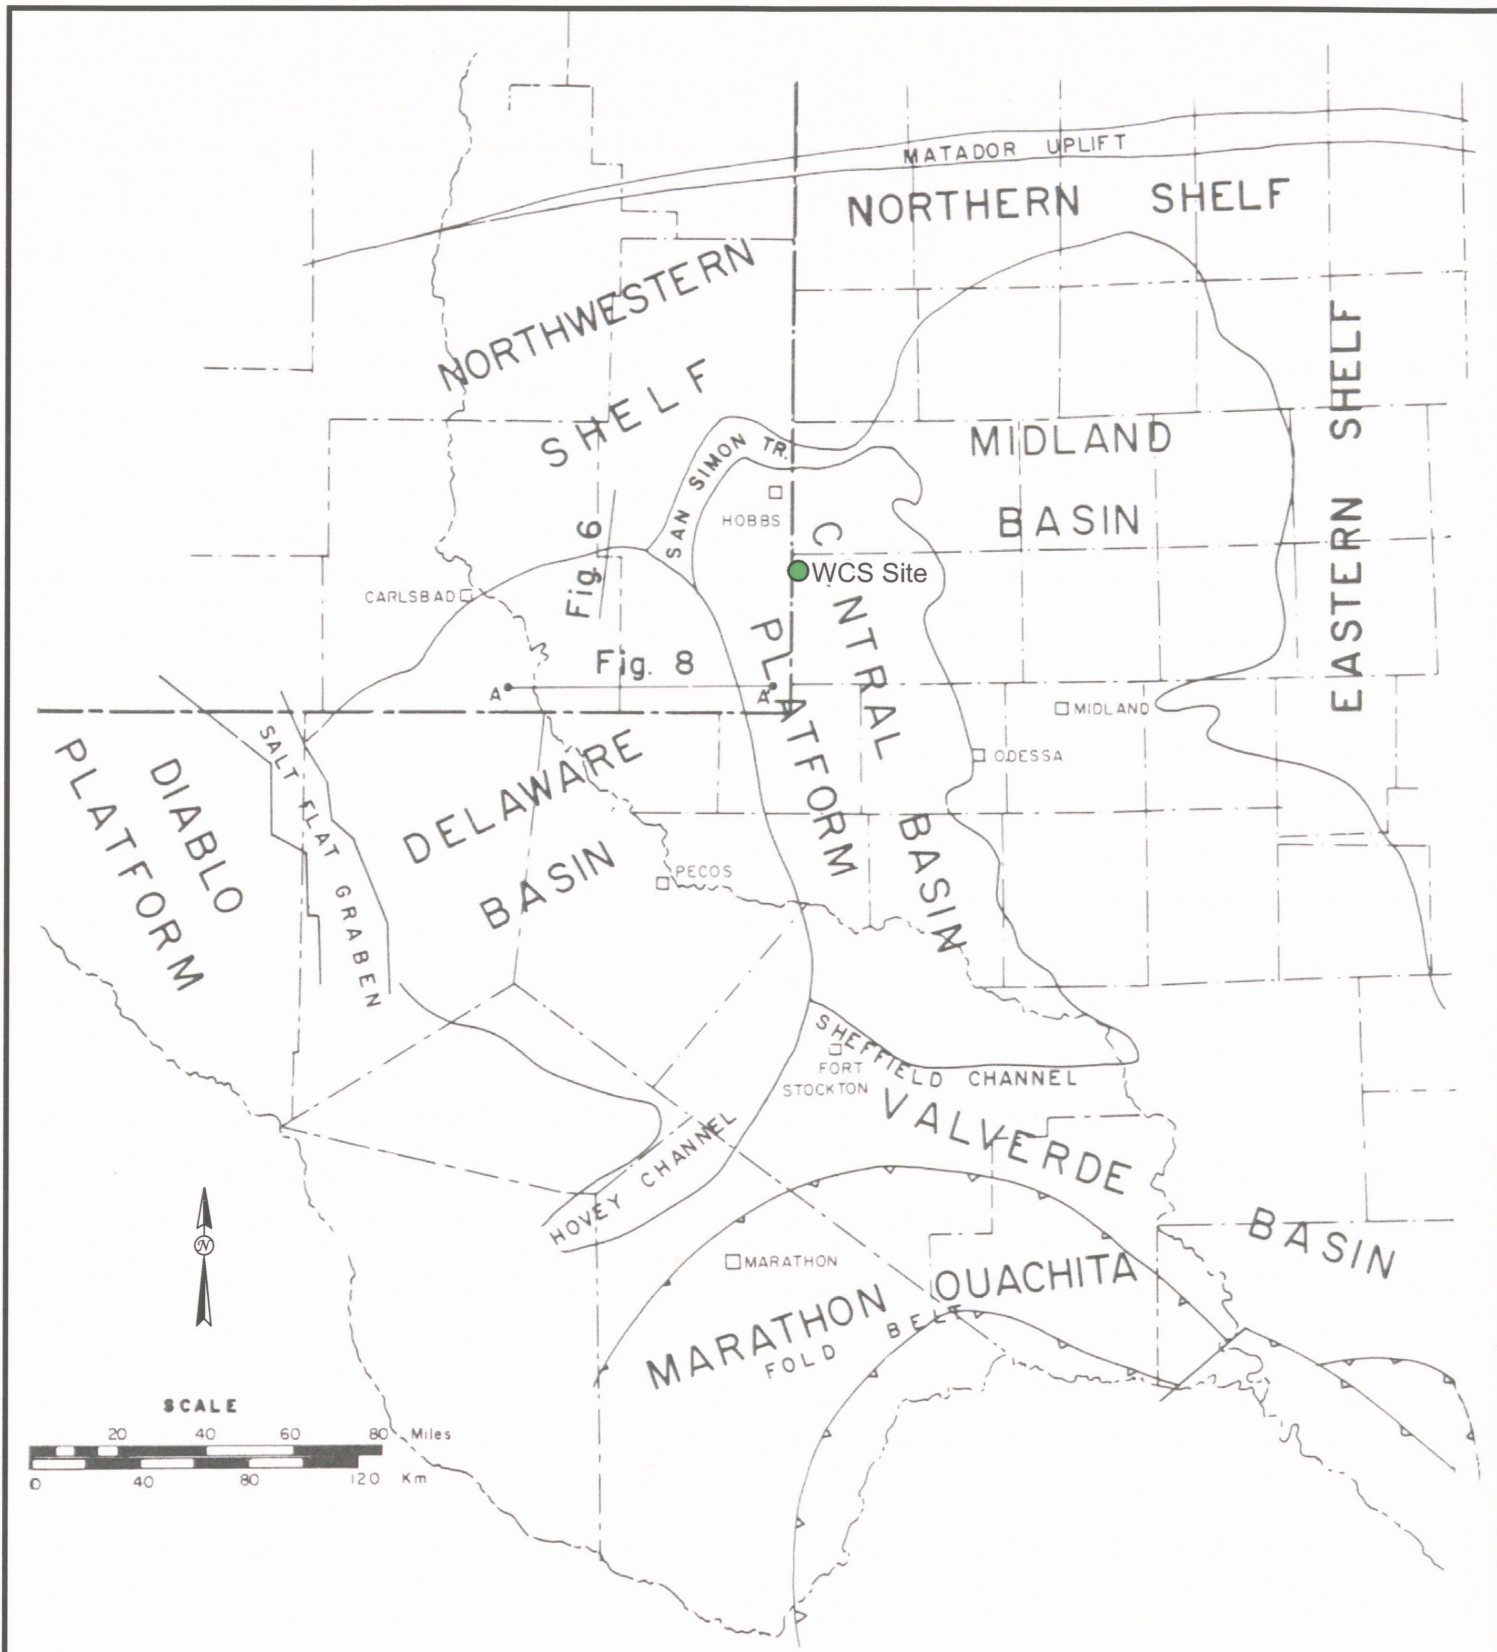 MATADOR UPLIFT
NORTHERN SHELF
NORTHWESTERN
SHELF
EASTERN SHELF
SAN SIMON TR.
MIDLAND
BASIN
HOBBS
Fig. 6
WCS Site
CARLSBAD
C NTRAL BASIN
PLATFORM
Fig. 8
A
A'
MIDLAND
ODESSA
DIABLO
PLATFORM
SALT FLAT GRABEN
DELAWARE
BASIN
PECOS
SHEFFIELD CHANNEL
FORT
STOCKTON
VALVERDE
BASIN
HOVEY CHANNEL
N
MARATHON
MARATHON OUACHITA
FOLD BELT
SCALE
20 40 60 80 Miles
0 40 80 120 Km